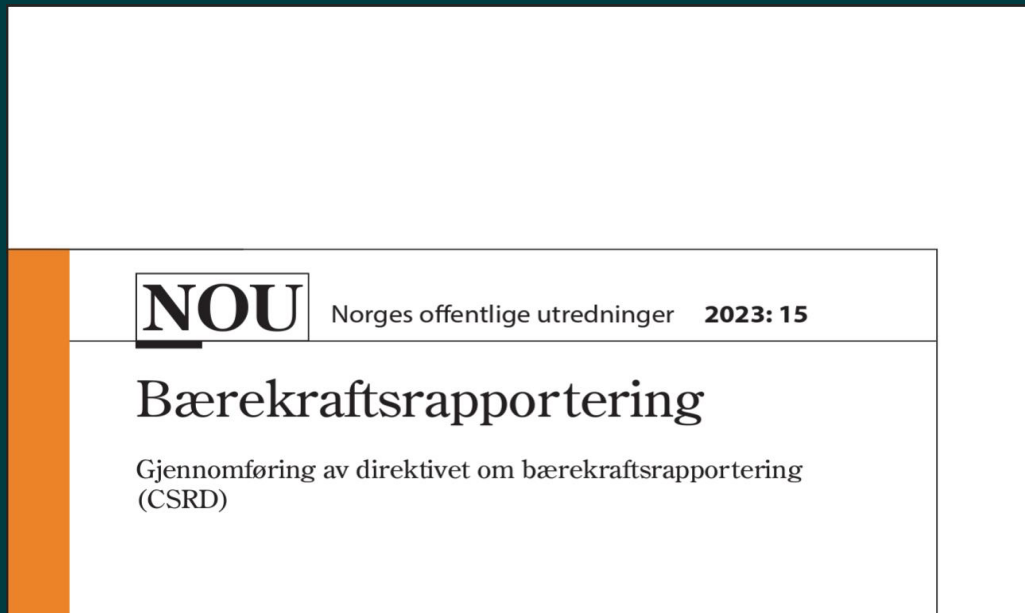 NOU Norges offentlige utredninger 2023: 15
Bærekraftsrapportering
Gjennomføring av direktivet om bærekraftsrapportering
(CSRD)